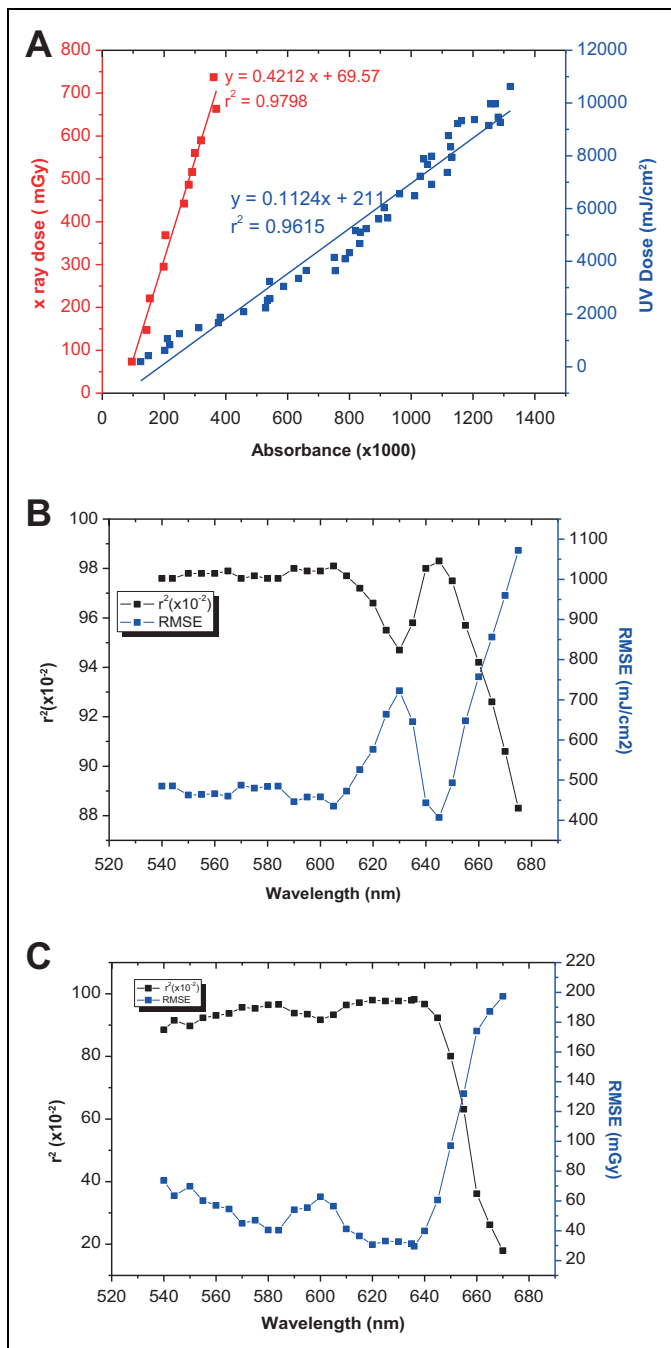 A
800
700
600
500
400
300
200
100
0
x ray dose ( mGy)
y = 0.4212 x + 69.57
r² = 0.9798
y = 0.1124x + 211
r² = 0.9615
12000
10000
8000
6000
4000
2000
0
UV Dose (mJ/cm²)
0 200 400 600 800 1000 1200 1400
Absorbance (x1000)
B
100
98
96
94
92
90
88
r²(x10⁻²)
r²(x10⁻²)
RMSE
1100
1000
900
800
700
600
500
400
RMSE (mJ/cm2)
520 540 560 580 600 620 640 660 680
Wavelength (nm)
C
100
80
60
40
20
r² (x10⁻²)
r²(x10⁻²)
RMSE
220
200
180
160
140
120
100
80
60
40
20
RMSE (mGy)
520 540 560 580 600 620 640 660 680
Wavelength (nm)